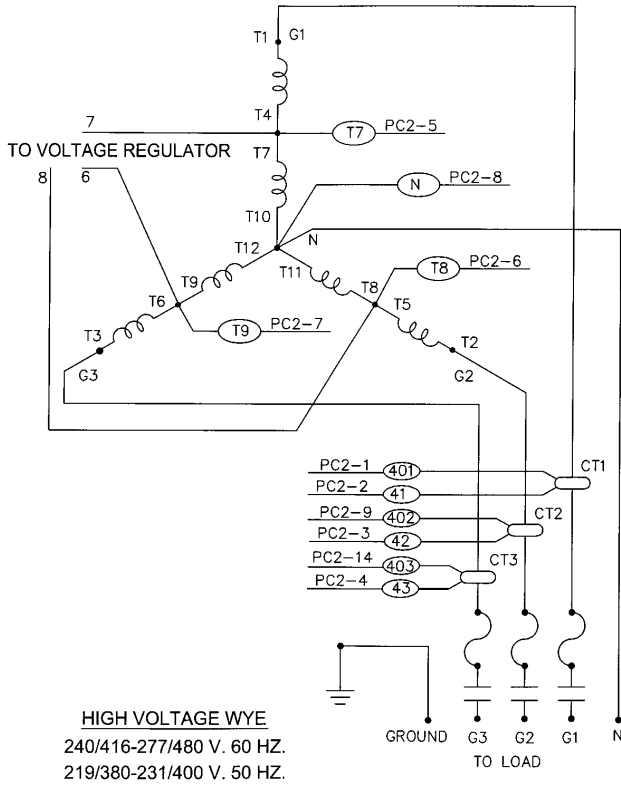 T1 G1
T4
7
T7 PC2-5
TO VOLTAGE REGULATOR
T7
8 6
N PC2-8
T10
T12 N
T11
T8 PC2-6
T9
T8
T6
T5
T9 PC2-7
T3
T2
G3
G2
PC2-1 401
CT1
PC2-2 41
PC2-9 402
CT2
PC2-3 42
PC2-14 403
CT3
PC2-4 43
HIGH VOLTAGE WYE
240/416-277/480 V. 60 HZ.
219/380-231/400 V. 50 HZ.
GROUND G3 G2 G1 N
TO LOAD